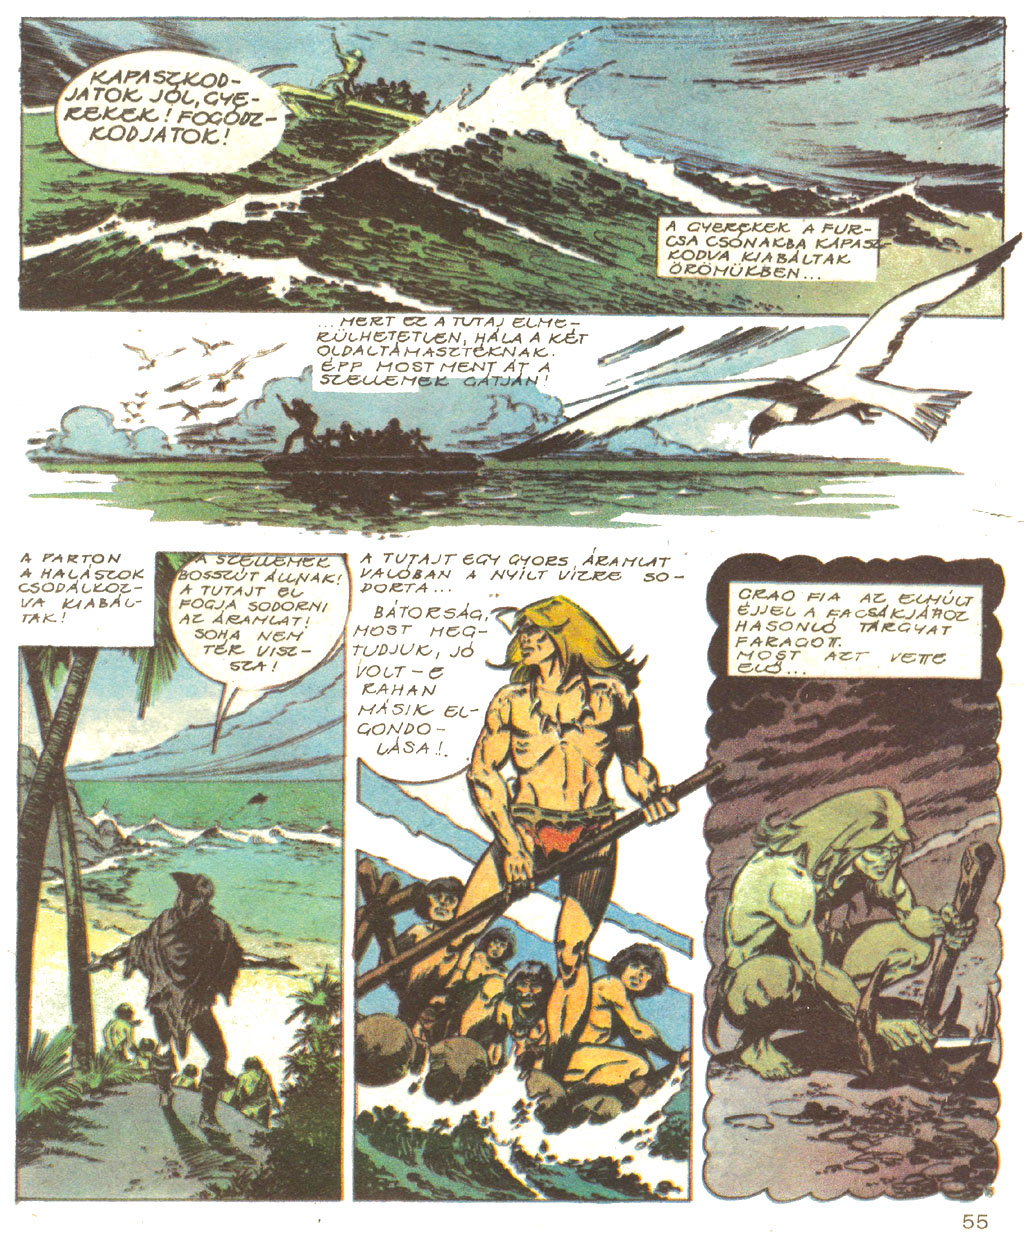 KAPASZKOD-
JATOK JÓL, GYE-
REKEK! FOGÓDZ-
KODJATOK!
A GYEREKEK A FUR-
CSA CSÓNAKBA KAPASZ-
KODVA KIABÁLTAK
ÖRÖMÜKBEN...
...MERT EZ A TUTAJ ELME-
RÜLHETETLEN, HÁLA A KÉT
OLDALTÁMASZTÉKNAK.
ÉPP MOST MENT ÁT A
SZELLEMEK GÁTJÁN!
A PARTON
A HALÁSZOK
CSODÁLKOZ-
VA KIABÁL-
TAK!
A SZELLEMEK
BOSSZÚT ÁLLNAK!
A TUTAJT EL
FOGJA SODORNI
AZ ÁRAMLAT!
SOHA NEM
TÉR VISZ-
SZA!
A TUTAJT EGY GYORS ÁRAMLAT
VALÓBAN A NYÍLT VÍZRE SO-
DORTA...
BÁTORSÁG,
MOST MEG-
TUDJUK, JÓ
VOLT-E
RAHAN
MÁSIK EL-
GONDO-
LÁSA!
CRAO FIA AZ ELMÚLT
ÉJJEL A FACSÁKJÁHOZ
HASONLÓ TÁRGYAT
FARAGOTT.
MOST AZT VETTE
ELŐ...
55